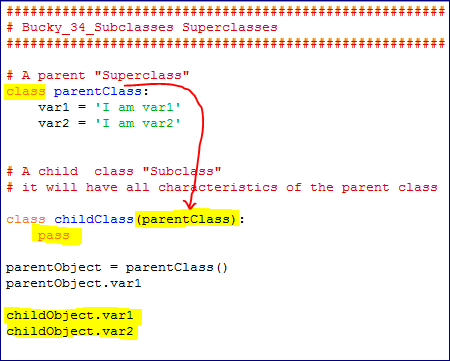 ##########################################################
# Bucky_34_Subclasses Superclasses
##########################################################
# A parent "Superclass"
class parentClass:
    var1 = 'I am var1'
    var2 = 'I am var2'
# A child  class "Subclass"
# it will have all characteristics of the parent class
class childClass(parentClass):
    pass
parentObject = parentClass()
parentObject.var1
childObject.var1
childObject.var2